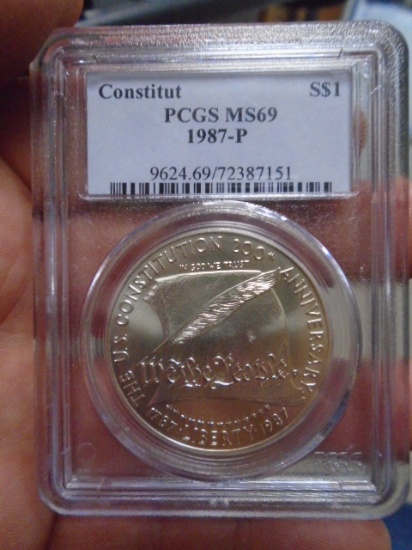 Constitut S$1
PCGS MS69
1987-P
9624.69/72387151
THE U.S. CONSTITUTION 200TH ANNIVERSARY
IN GOD WE TRUST
We the People
1787 LIBERTY 1987